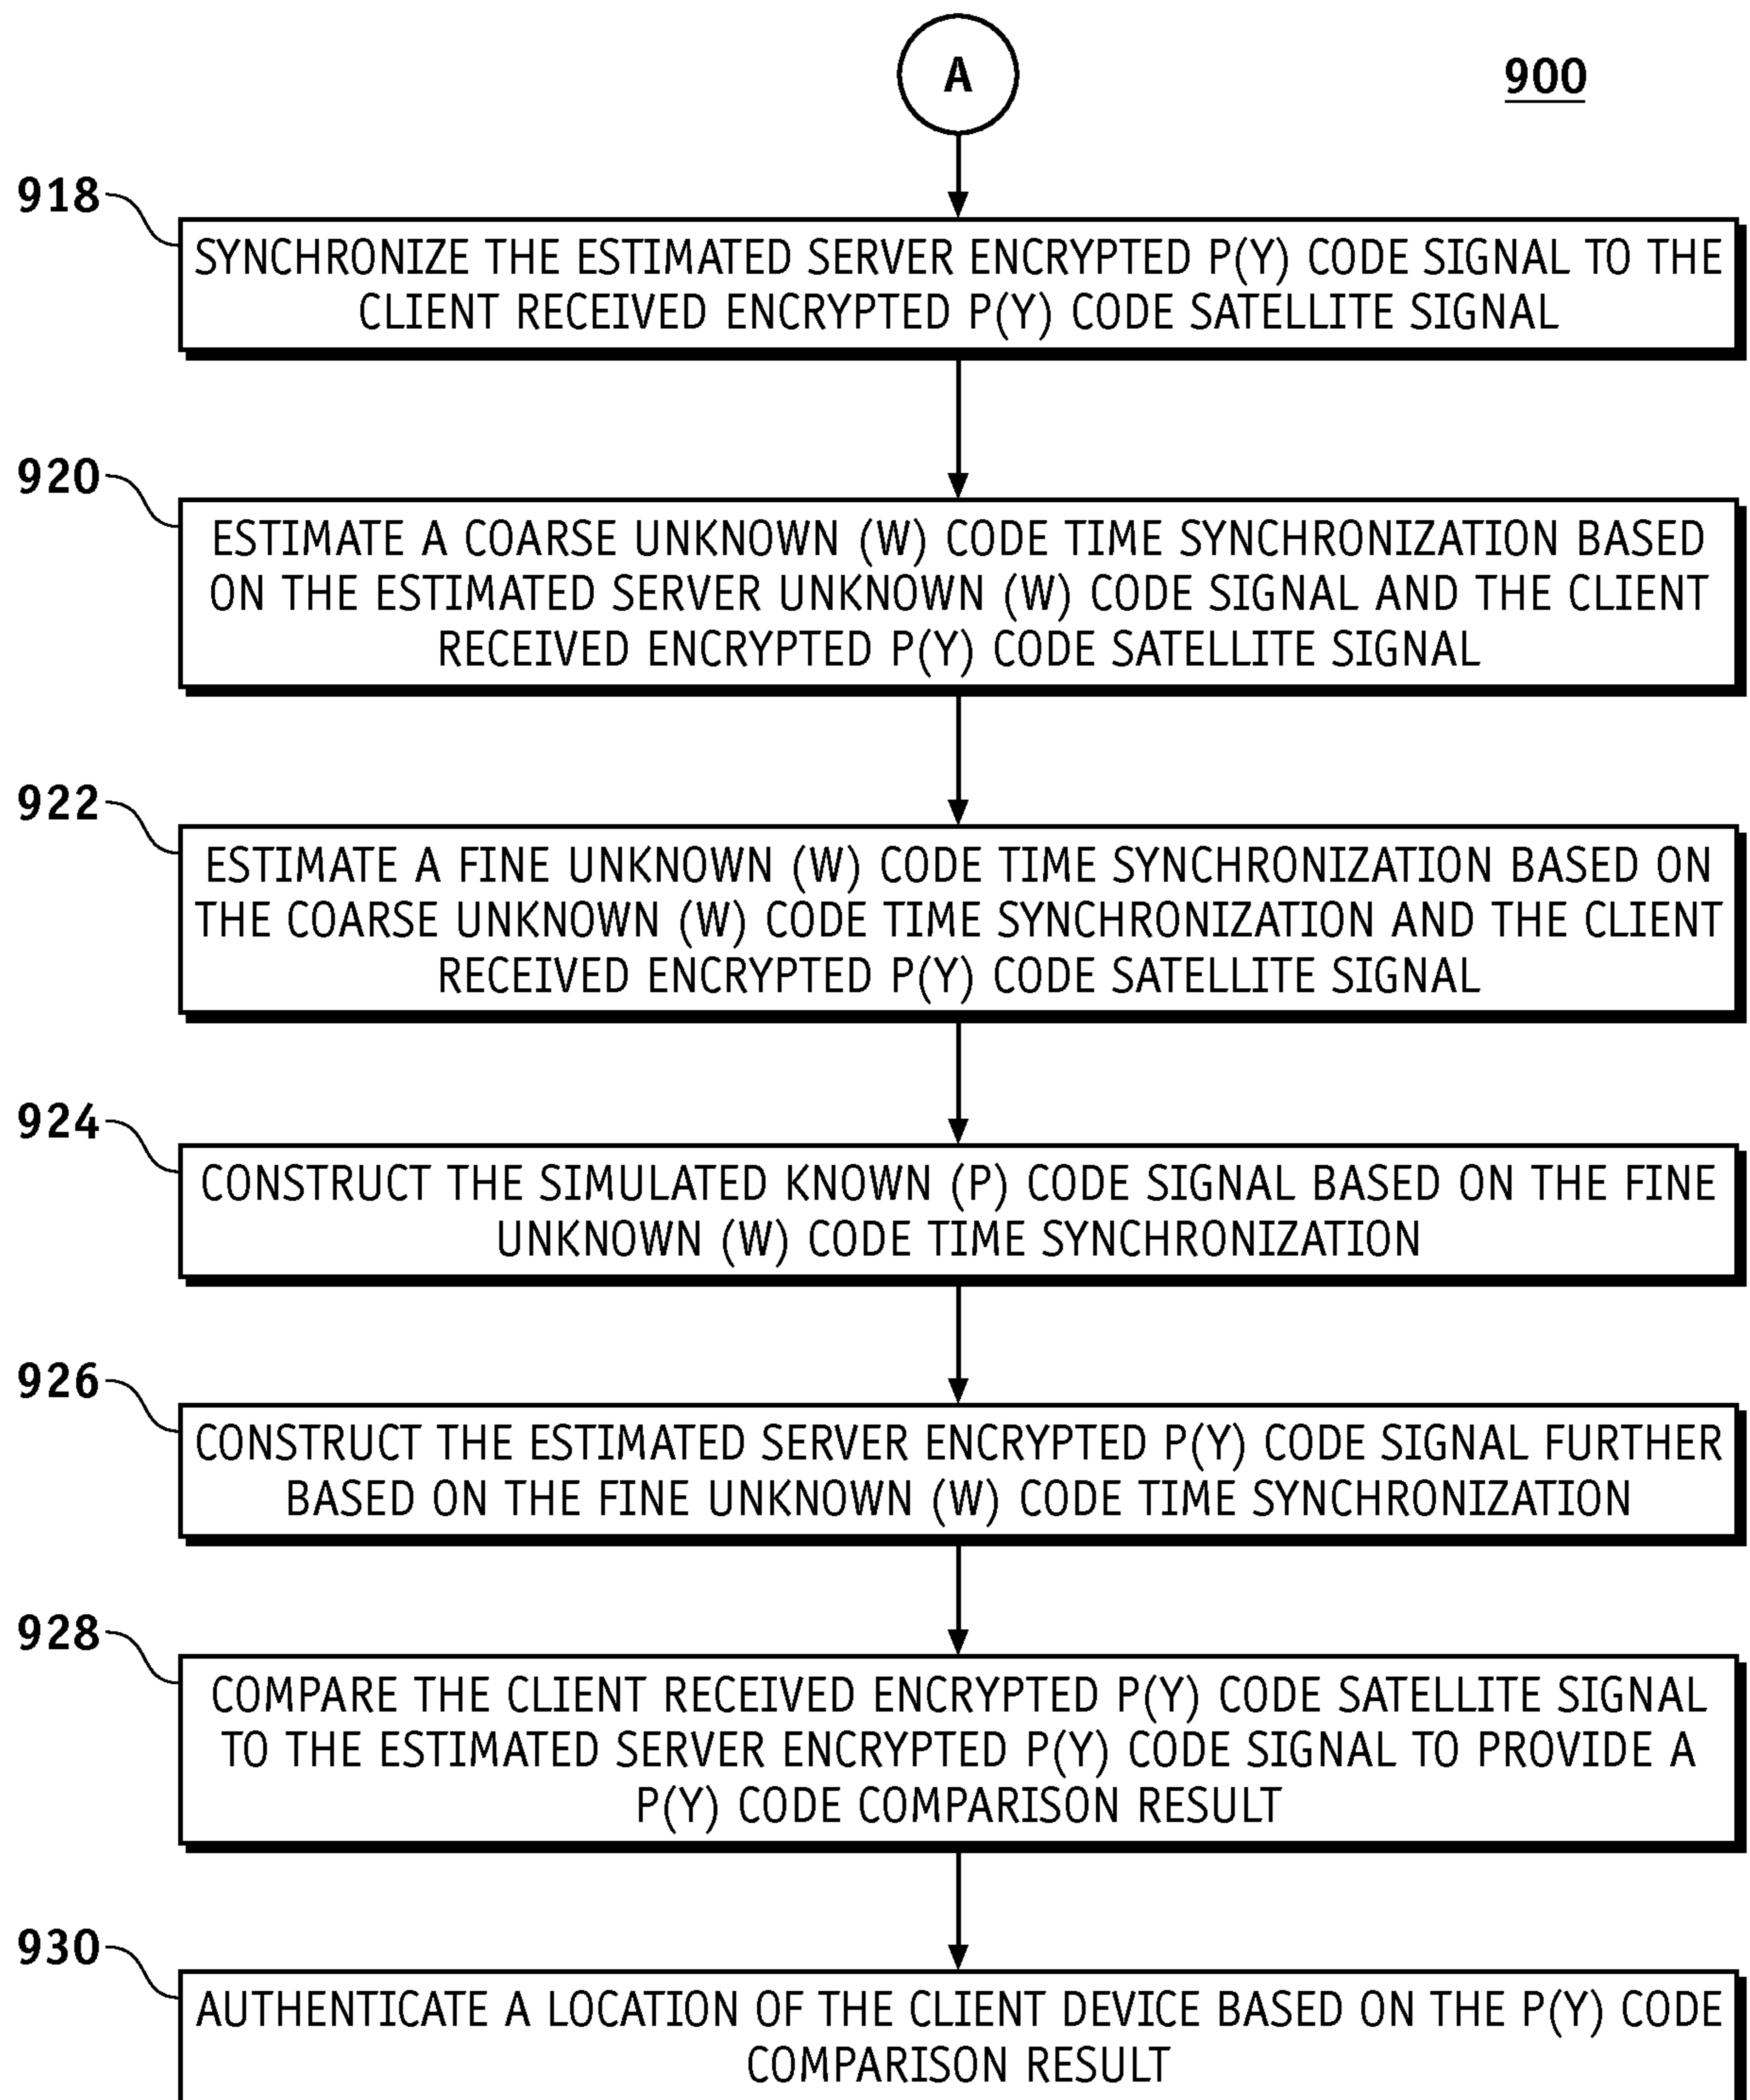 A
900
918
SYNCHRONIZE THE ESTIMATED SERVER ENCRYPTED P(Y) CODE SIGNAL TO THE
CLIENT RECEIVED ENCRYPTED P(Y) CODE SATELLITE SIGNAL
920
ESTIMATE A COARSE UNKNOWN (W) CODE TIME SYNCHRONIZATION BASED
ON THE ESTIMATED SERVER UNKNOWN (W) CODE SIGNAL AND THE CLIENT
RECEIVED ENCRYPTED P(Y) CODE SATELLITE SIGNAL
922
ESTIMATE A FINE UNKNOWN (W) CODE TIME SYNCHRONIZATION BASED ON
THE COARSE UNKNOWN (W) CODE TIME SYNCHRONIZATION AND THE CLIENT
RECEIVED ENCRYPTED P(Y) CODE SATELLITE SIGNAL
924
CONSTRUCT THE SIMULATED KNOWN (P) CODE SIGNAL BASED ON THE FINE
UNKNOWN (W) CODE TIME SYNCHRONIZATION
926
CONSTRUCT THE ESTIMATED SERVER ENCRYPTED P(Y) CODE SIGNAL FURTHER
BASED ON THE FINE UNKNOWN (W) CODE TIME SYNCHRONIZATION
928
COMPARE THE CLIENT RECEIVED ENCRYPTED P(Y) CODE SATELLITE SIGNAL
TO THE ESTIMATED SERVER ENCRYPTED P(Y) CODE SIGNAL TO PROVIDE A
P(Y) CODE COMPARISON RESULT
930
AUTHENTICATE A LOCATION OF THE CLIENT DEVICE BASED ON THE P(Y) CODE
COMPARISON RESULT